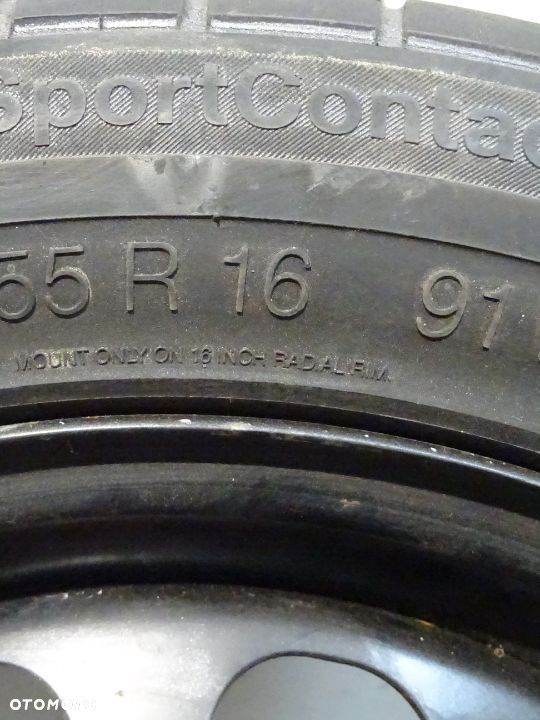 SportContac
55 R 16 91
MOUNT ONLY ON 16 INCH RADIAL RIM.
OTOMOTO